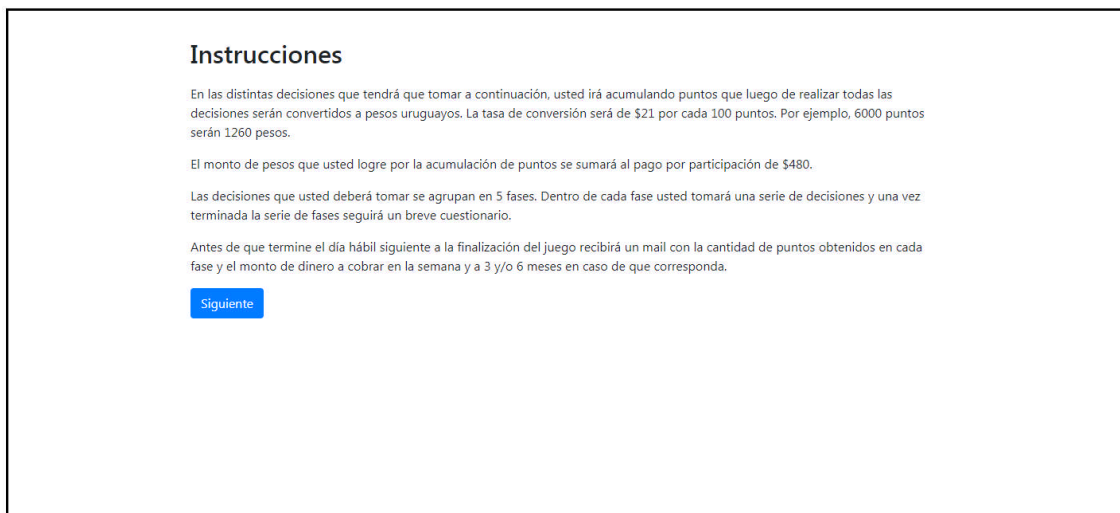 Instrucciones
En las distintas decisiones que tendrá que tomar a continuación, usted irá acumulando puntos que luego de realizar todas las
decisiones serán convertidos a pesos uruguayos. La tasa de conversión será de $21 por cada 100 puntos. Por ejemplo, 6000 puntos
serán 1260 pesos.
El monto de pesos que usted logre por la acumulación de puntos se sumará al pago por participación de $480.
Las decisiones que usted deberá tomar se agrupan en 5 fases. Dentro de cada fase usted tomará una serie de decisiones y una vez
terminada la serie de fases seguirá un breve cuestionario.
Antes de que termine el día hábil siguiente a la finalización del juego recibirá un mail con la cantidad de puntos obtenidos en cada
fase y el monto de dinero a cobrar en la semana y a 3 y/o 6 meses en caso de que corresponda.
Siguiente